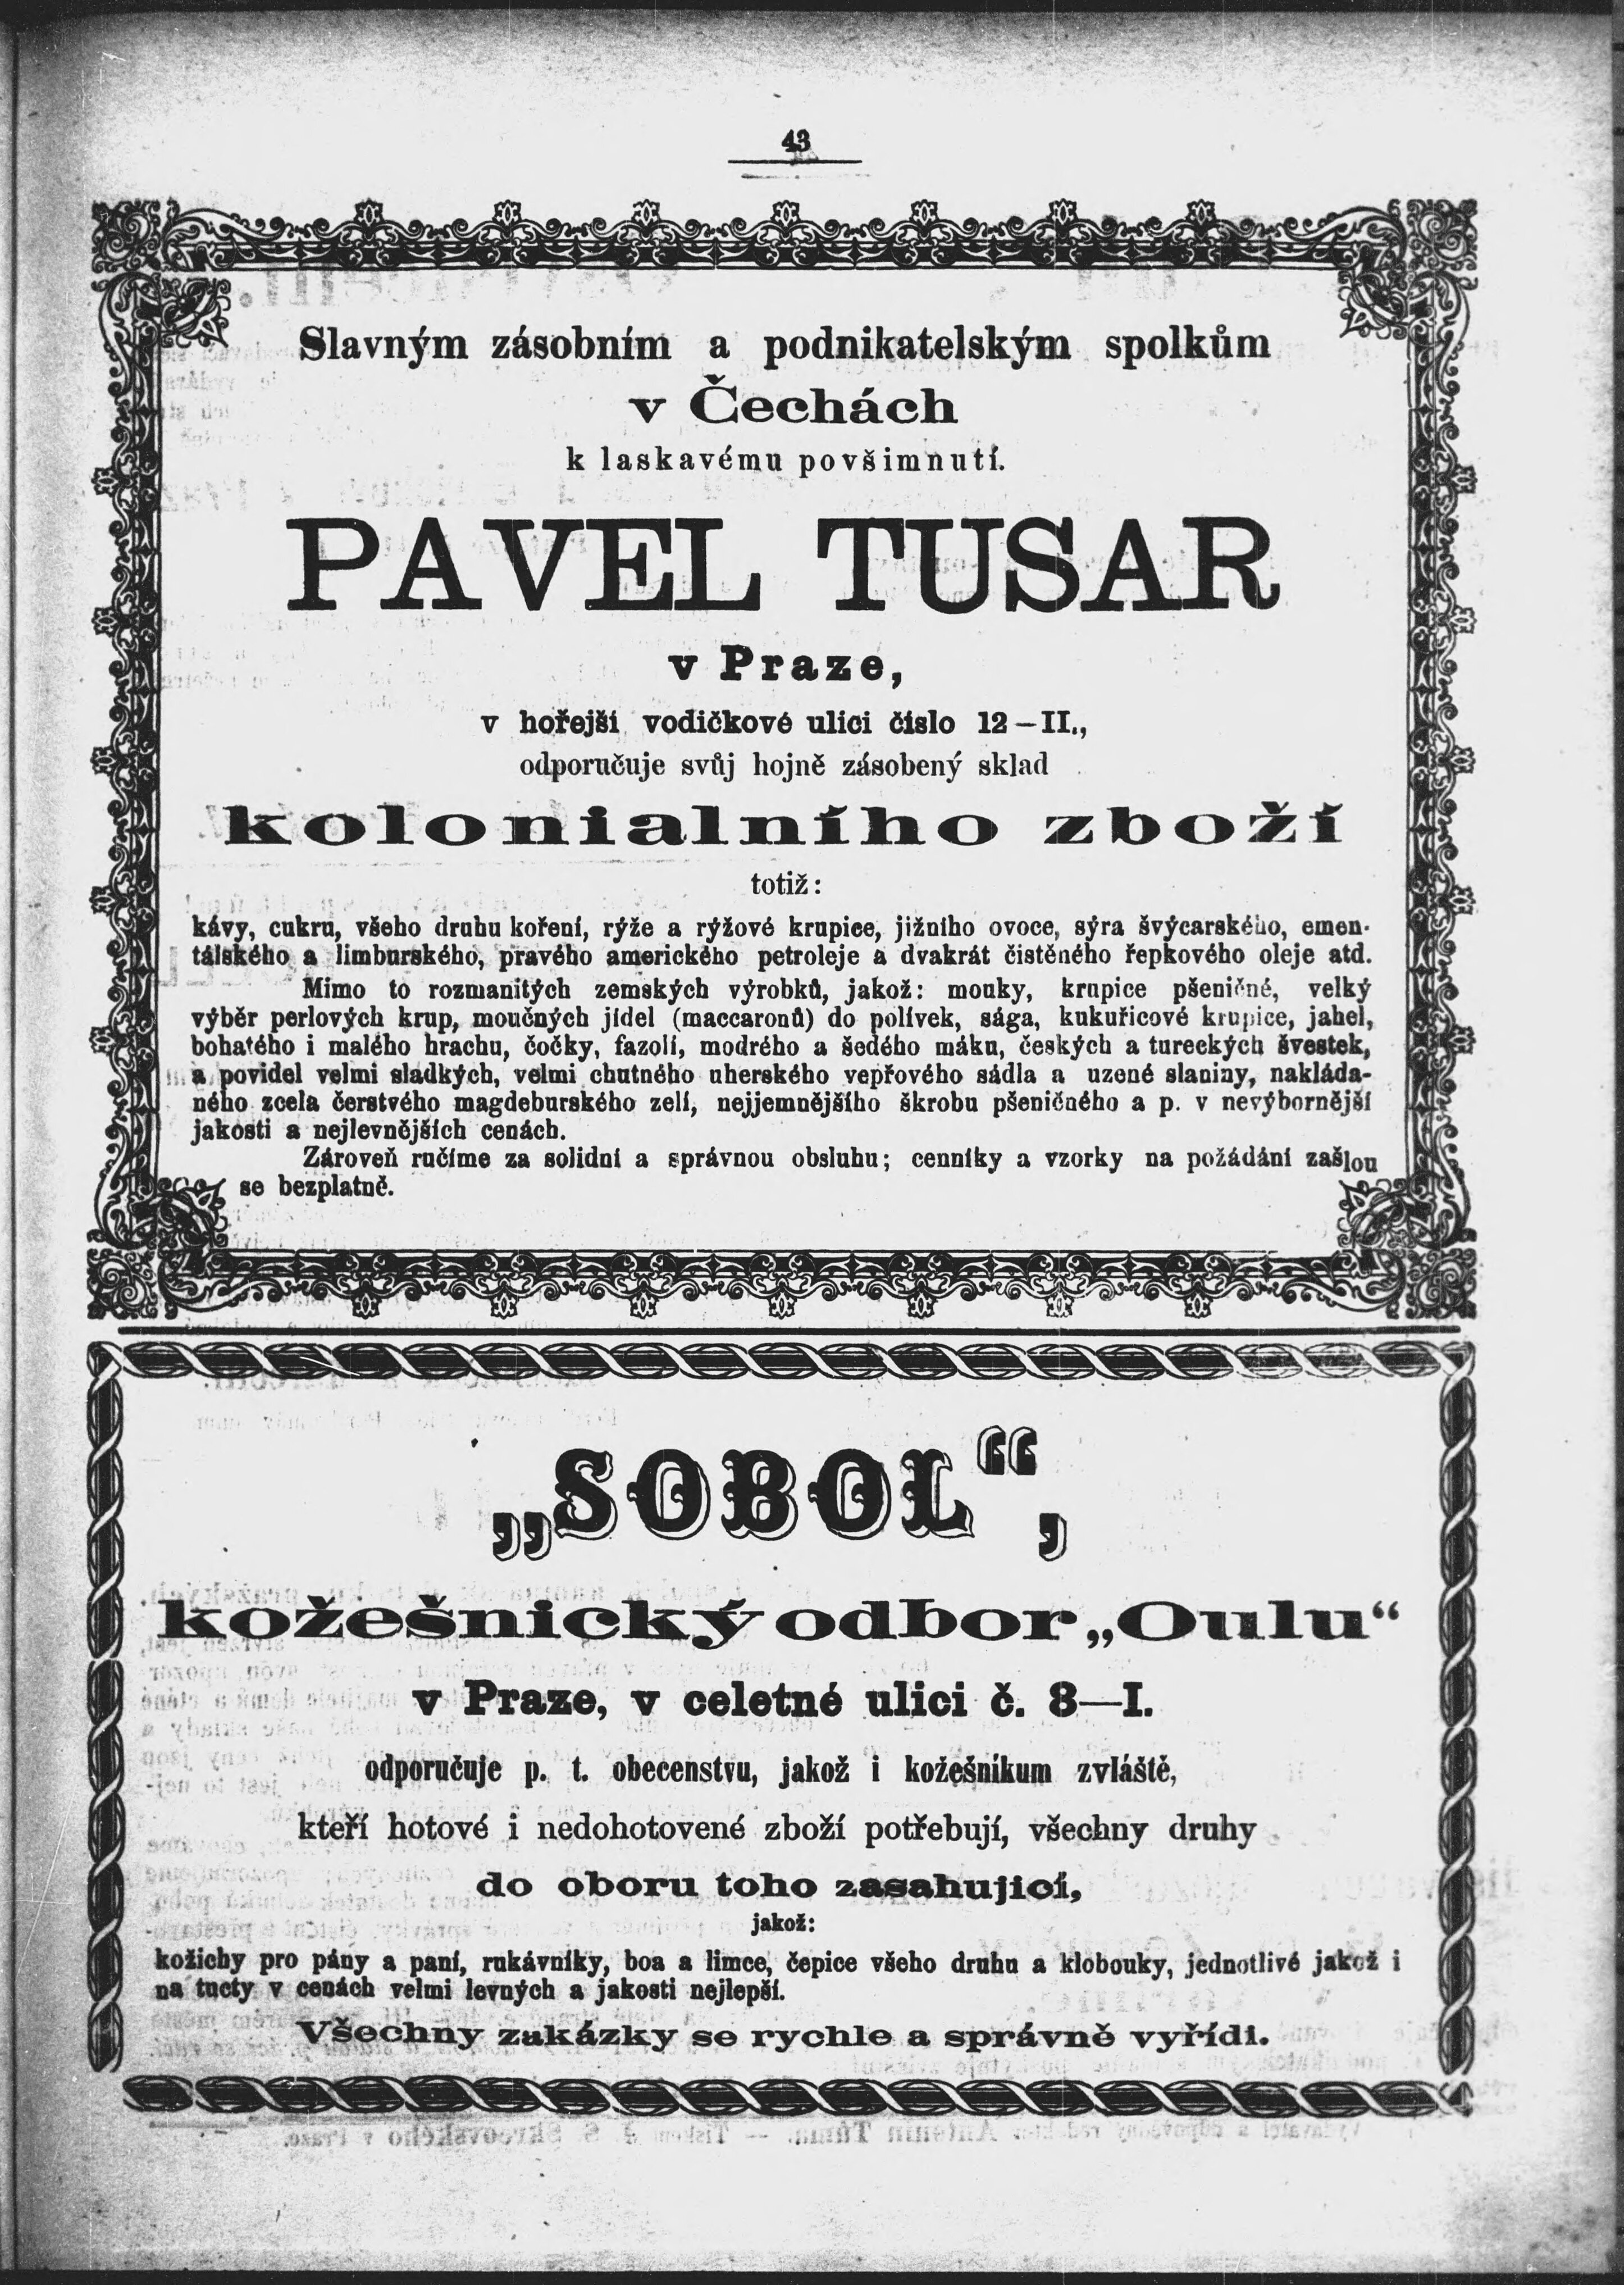 43
Slavným zásobním a podnikatelským spolkům
v Čechách
k laskavému povšimnutí.
PAVEL TUSAR
v Praze,
v hořejší vodičkové ulici číslo 12–II.,
odporučuje svůj hojně zásobený sklad
kolonialního zboží
totiž:
kávy, cukru, všeho druhu koření, rýže a rýžové krupice, jižního ovoce, sýra švýcarského, emen-
tálského a limburského, pravého amerického petroleje a dvakrát čistěného řepkového oleje atd.
Mimo to rozmanitých zemských výrobků, jakož: mouky, krupice pšeničné, velký
výběr perlových krup, moučných jídel (maccaronů) do polívek, sága, kukuřicové krupice, jahel,
bohatého i malého hrachu, čočky, fazolí, modrého a šedého máku, českých a tureckých švestek,
a povidel velmi sladkých, velmi chutného uherského vepřového sádla a uzené slaniny, nakláda-
ného zcela čerstvého magdeburského zelí, nejjemnějšího škrobu pšeničného a p. v nevýbornější
jakosti a nejlevnějších cenách.
Zároveň ručíme za solidní a správnou obsluhu; cenníky a vzorky na požádání zašlou
se bezplatně.
„SOBOL“,
kožešnický odbor „Oulu“
v Praze, v celetné ulici č. 8—I.
odporučuje p. t. obecenstvu, jakož i kožešníkum zvláště,
kteří hotové i nedohotovené zboží potřebují, všechny druhy
do oboru toho zasahující,
jakož:
kožichy pro pány a paní, rukávníky, boa a límce, čepice všeho druhu a klobouky, jednotlivé jakož i
na tucty v cenách velmi levných a jakosti nejlepší.
Všechny zakázky se rychle a správně vyřídí.